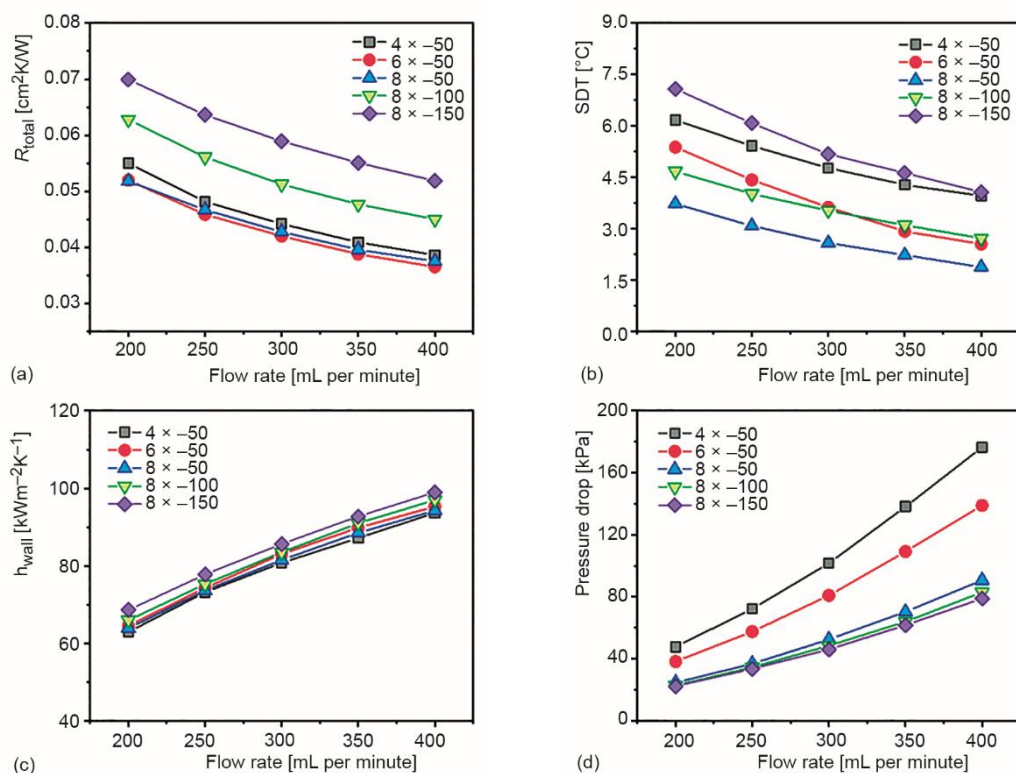 R_total [cm²K/W]
0.08
0.07
0.06
0.05
0.04
0.03
4 × –50
6 × –50
8 × –50
8 × –100
8 × –150
200 250 300 350 400
(a)
Flow rate [mL per minute]
SDT [°C]
9.0
7.5
6.0
4.5
3.0
1.5
0.0
4 × –50
6 × –50
8 × –50
8 × –100
8 × –150
200 250 300 350 400
(b)
Flow rate [mL per minute]
h_wall [kW/m⁻²K⁻¹]
120
100
80
60
40
4 × –50
6 × –50
8 × –50
8 × –100
8 × –150
200 250 300 350 400
(c)
Flow rate [mL per minute]
Pressure drop [kPa]
200
160
120
80
40
0
4 × –50
6 × –50
8 × –50
8 × –100
8 × –150
200 250 300 350 400
(d)
Flow rate [mL per minute]